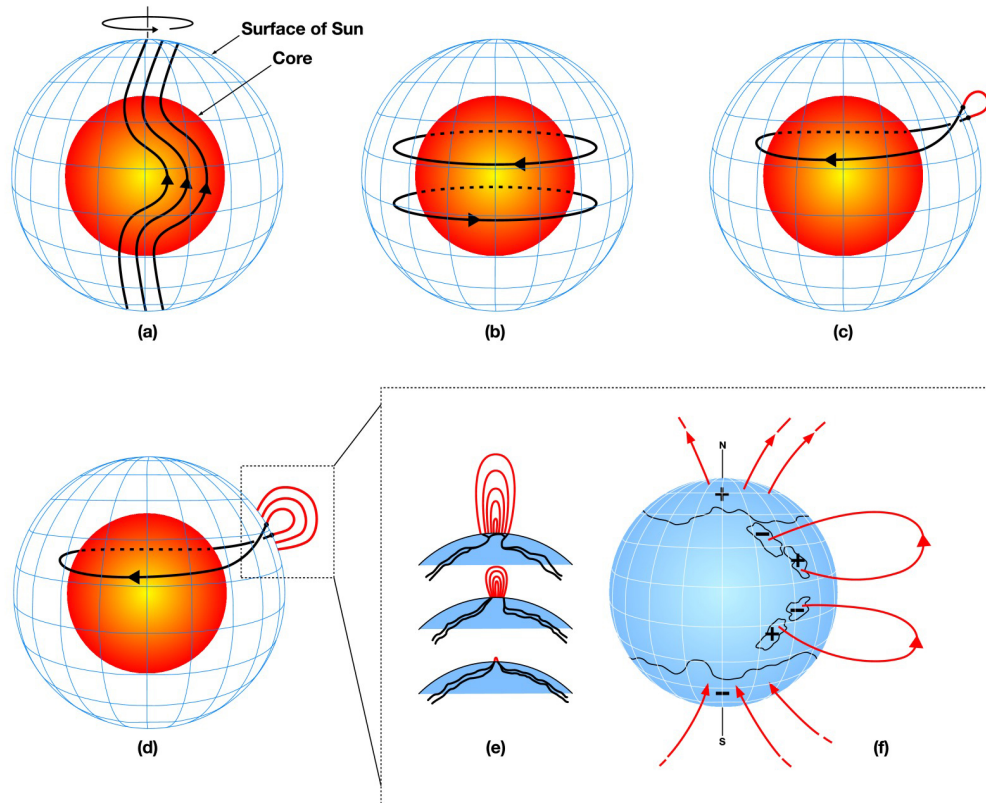 Surface of Sun
Core
(a)
(b)
(c)
(d)
(e)
N
+
–
+
--
+
--
S
(f)